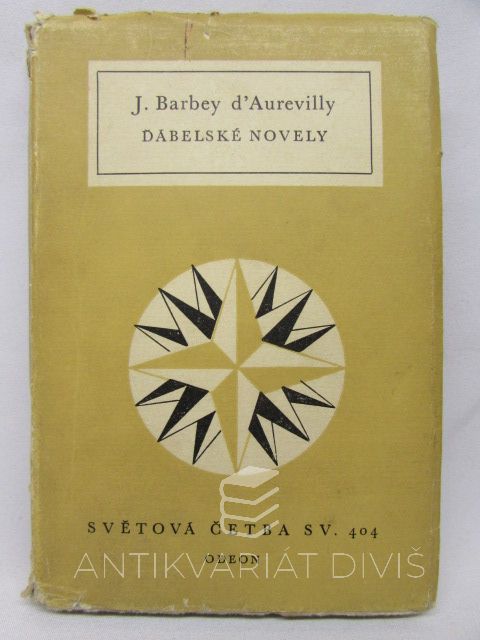 J. Barbey d'Aurevilly
ĎÁBELSKÉ NOVELY
SVĚTOVÁ ČETBA SV. 404
ODEON
ANTIKVARIÁT DIVIŠ